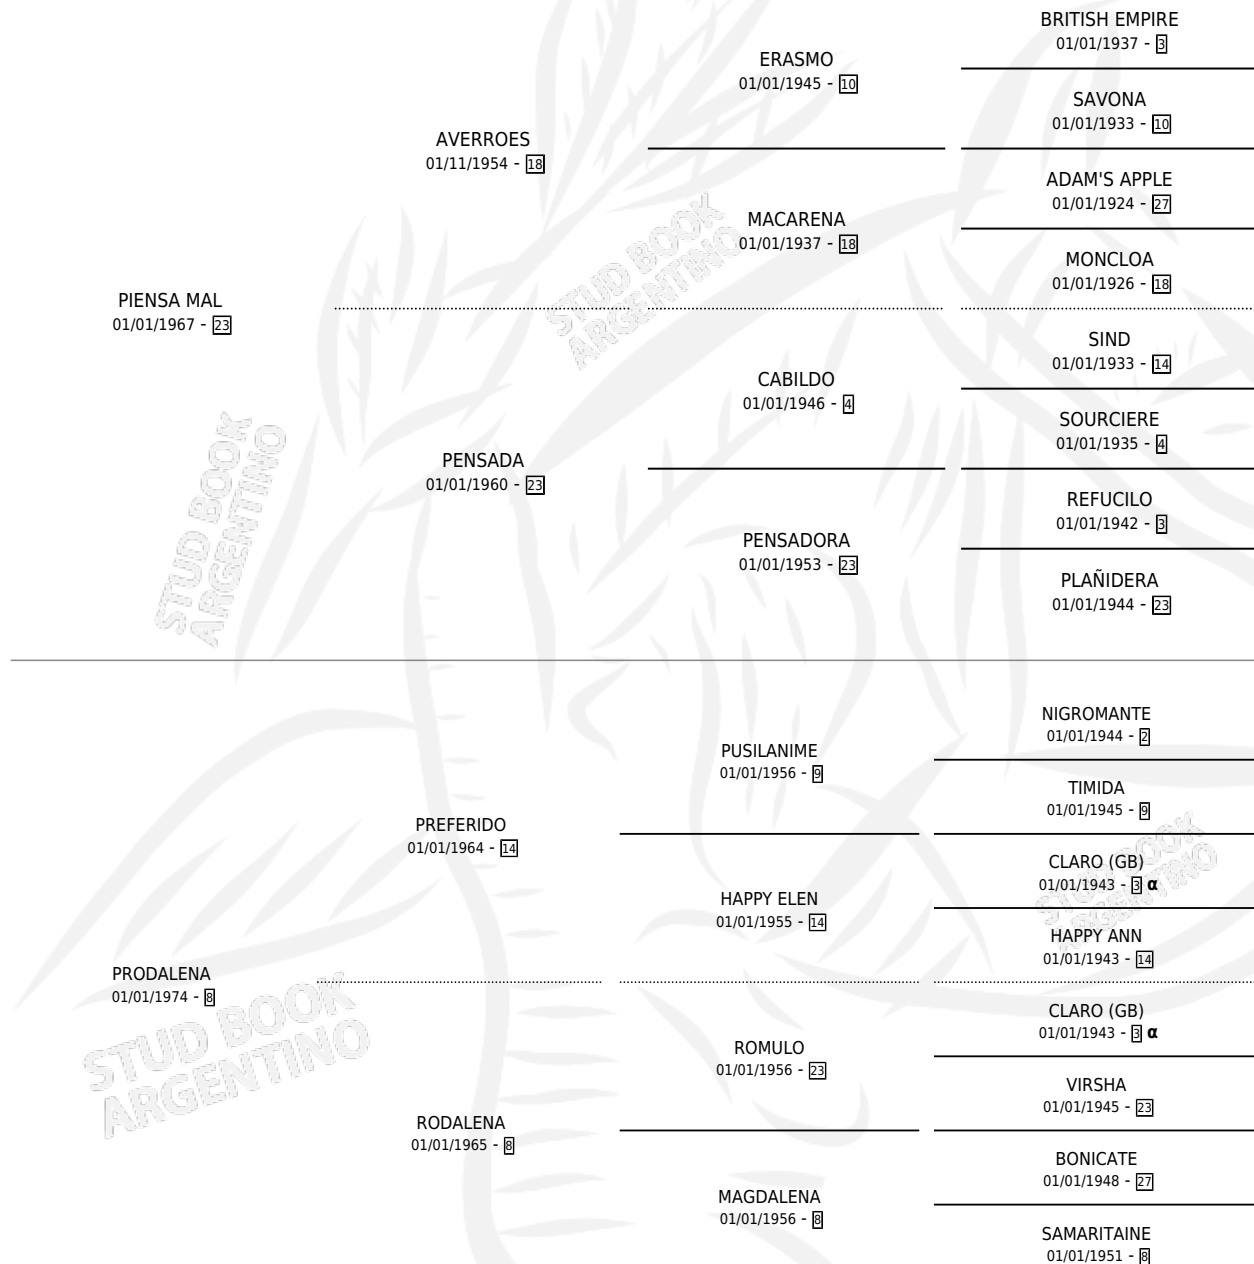 BRITISH EMPIRE
01/01/1937 - 3
ERASMO
01/01/1945 - 10
SAVONA
01/01/1933 - 10
AVERROES
01/11/1954 - 18
ADAM'S APPLE
01/01/1924 - 27
MACARENA
01/01/1937 - 18
MONCLOA
01/01/1926 - 18
PIENSA MAL
01/01/1967 - 23
SIND
01/01/1933 - 14
CABILDO
01/01/1946 - 4
SOURCIERE
01/01/1935 - 4
PENSADA
01/01/1960 - 23
REFUCILO
01/01/1942 - 3
PENSADORA
01/01/1953 - 23
PLAÑIDERA
01/01/1944 - 23
STUD BOOK
ARGENTINO
STUD BOOK
ARGENTINO
NIGROMANTE
01/01/1944 - 2
PUSILANIME
01/01/1956 - 9
TIMIDA
01/01/1945 - 9
PREFERIDO
01/01/1964 - 14
CLARO (GB)
01/01/1943 - 3 α
HAPPY ELEN
01/01/1955 - 14
HAPPY ANN
01/01/1943 - 14
PRODALENA
01/01/1974 - 8
CLARO (GB)
01/01/1943 - 3 α
ROMULO
01/01/1956 - 23
VIRSHA
01/01/1945 - 23
RODALENA
01/01/1965 - 8
BONICATE
01/01/1948 - 27
MAGDALENA
01/01/1956 - 8
SAMARITAINE
01/01/1951 - 8
STUD BOOK
ARGENTINO
STUD BOOK
ARGENTINO